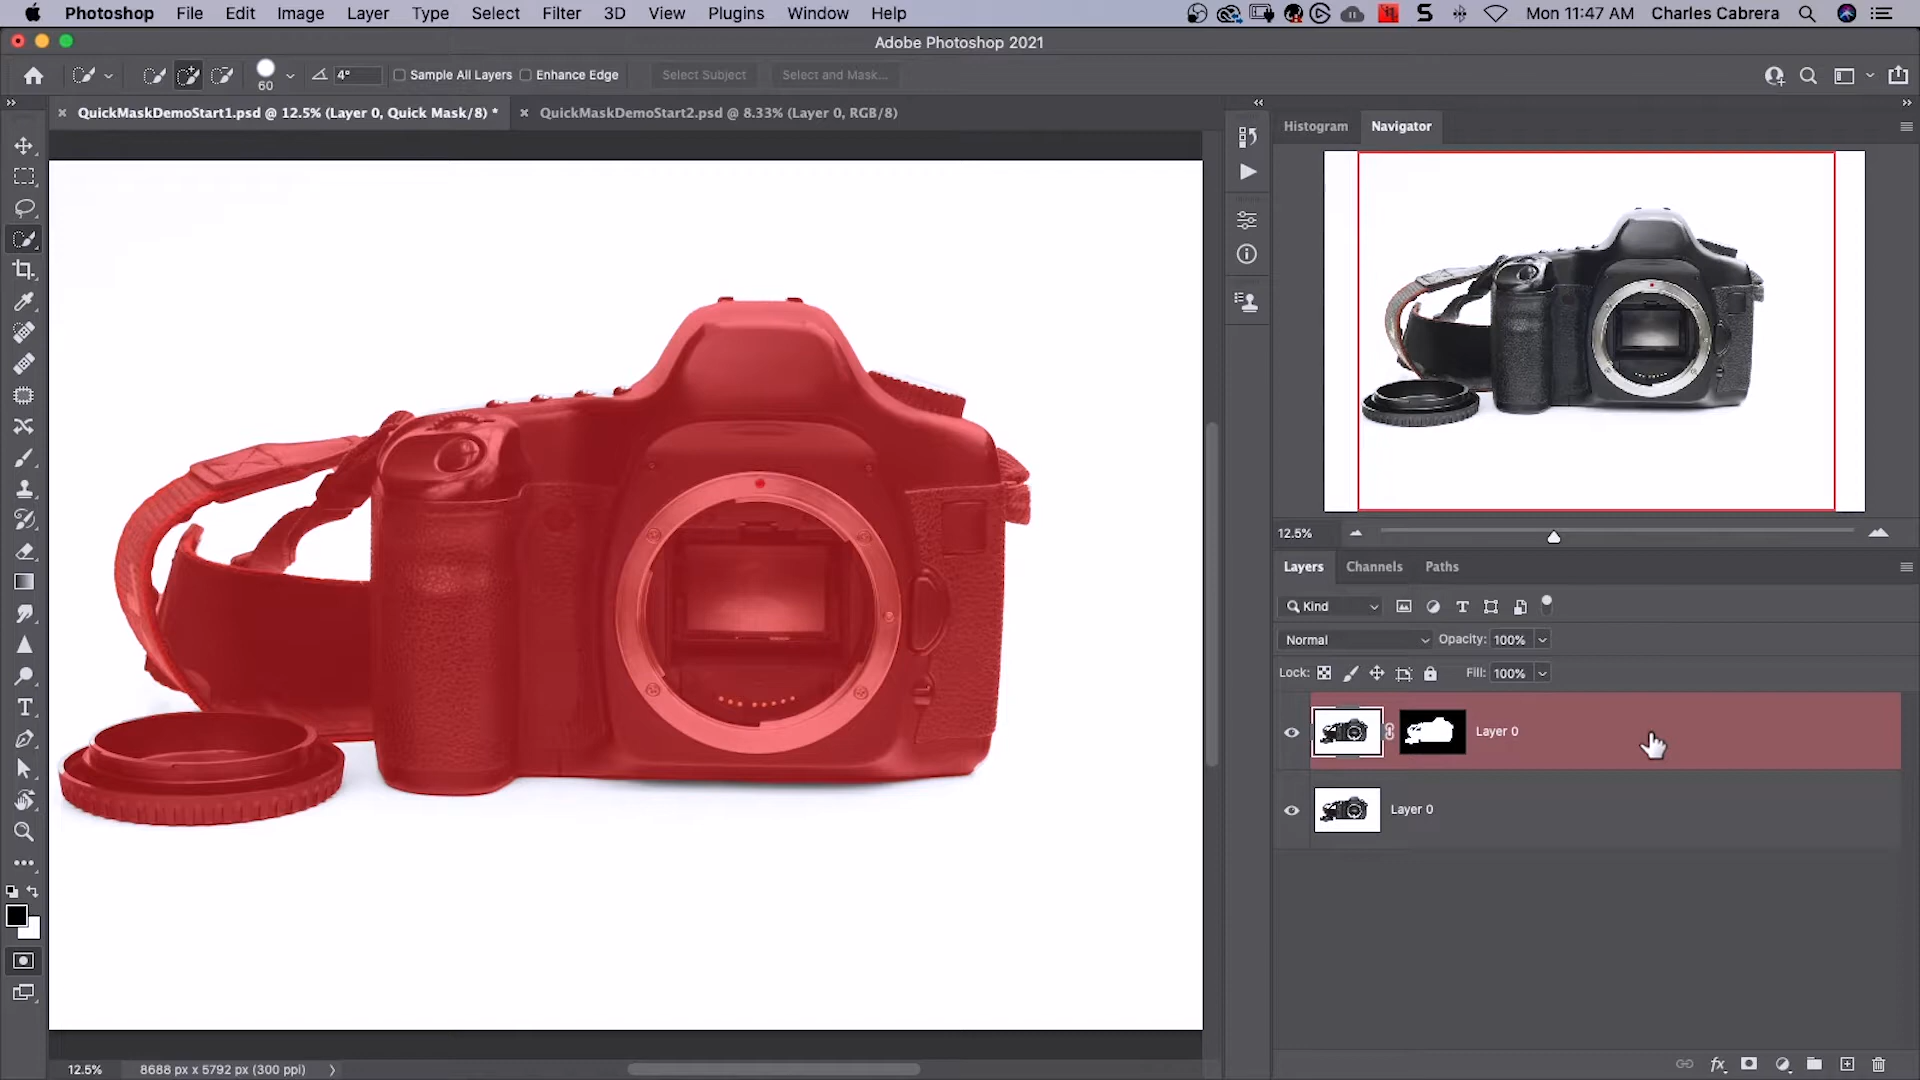 Photoshop File Edit Image Layer Type Select Filter 3D View Plugins Window Help Mon 11:47 AM Charles Cabrera
Adobe Photoshop 2021
60 4° Sample All Layers Enhance Edge Select Subject Select and Mask...
QuickMaskDemoStart1.psd @ 12.5% (Layer 0, Quick Mask/8) * QuickMaskDemoStart2.psd @ 8.33% (Layer 0, RGB/8)
Histogram Navigator
12.5%
Layers Channels Paths
Kind
Normal Opacity: 100%
Lock: Fill: 100%
Layer 0
Layer 0
12.5% 8688 px x 5792 px (300 ppi)